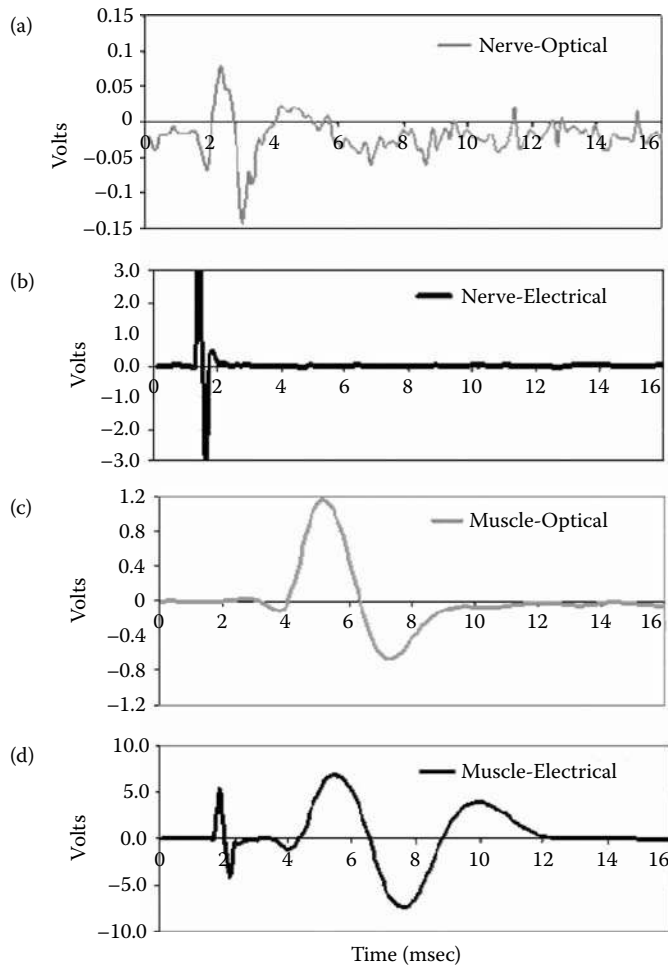 (a)
0.15
0.1
0.05
0
−0.05
−0.1
−0.15
Volts
Nerve-Optical
0 2 4 6 8 10 12 14 16
(b)
3.0
2.0
1.0
0.0
−1.0
−2.0
−3.0
Volts
Nerve-Electrical
0 2 4 6 8 10 12 14 16
(c)
1.2
0.8
0.4
0
−0.4
−0.8
−1.2
Volts
Muscle-Optical
0 2 4 6 8 10 12 14 16
(d)
10.0
5.0
0.0
−5.0
−10.0
Volts
Muscle-Electrical
0 2 4 6 8 10 12 14 16
Time (msec)